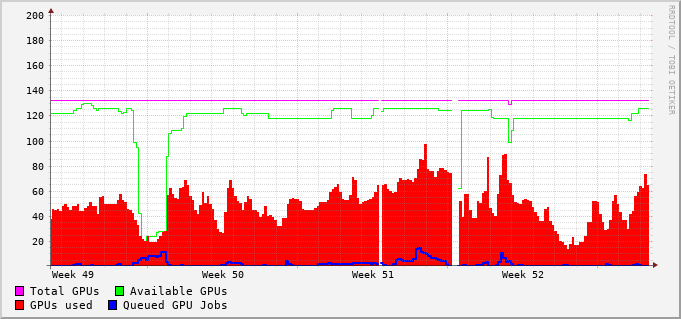 200
180
160
140
120
100
80
60
40
20
Week 49 Week 50 Week 51 Week 52
Total GPUs Available GPUs
GPUs used Queued GPU Jobs
RRDTOOL / TOBI OETIKER